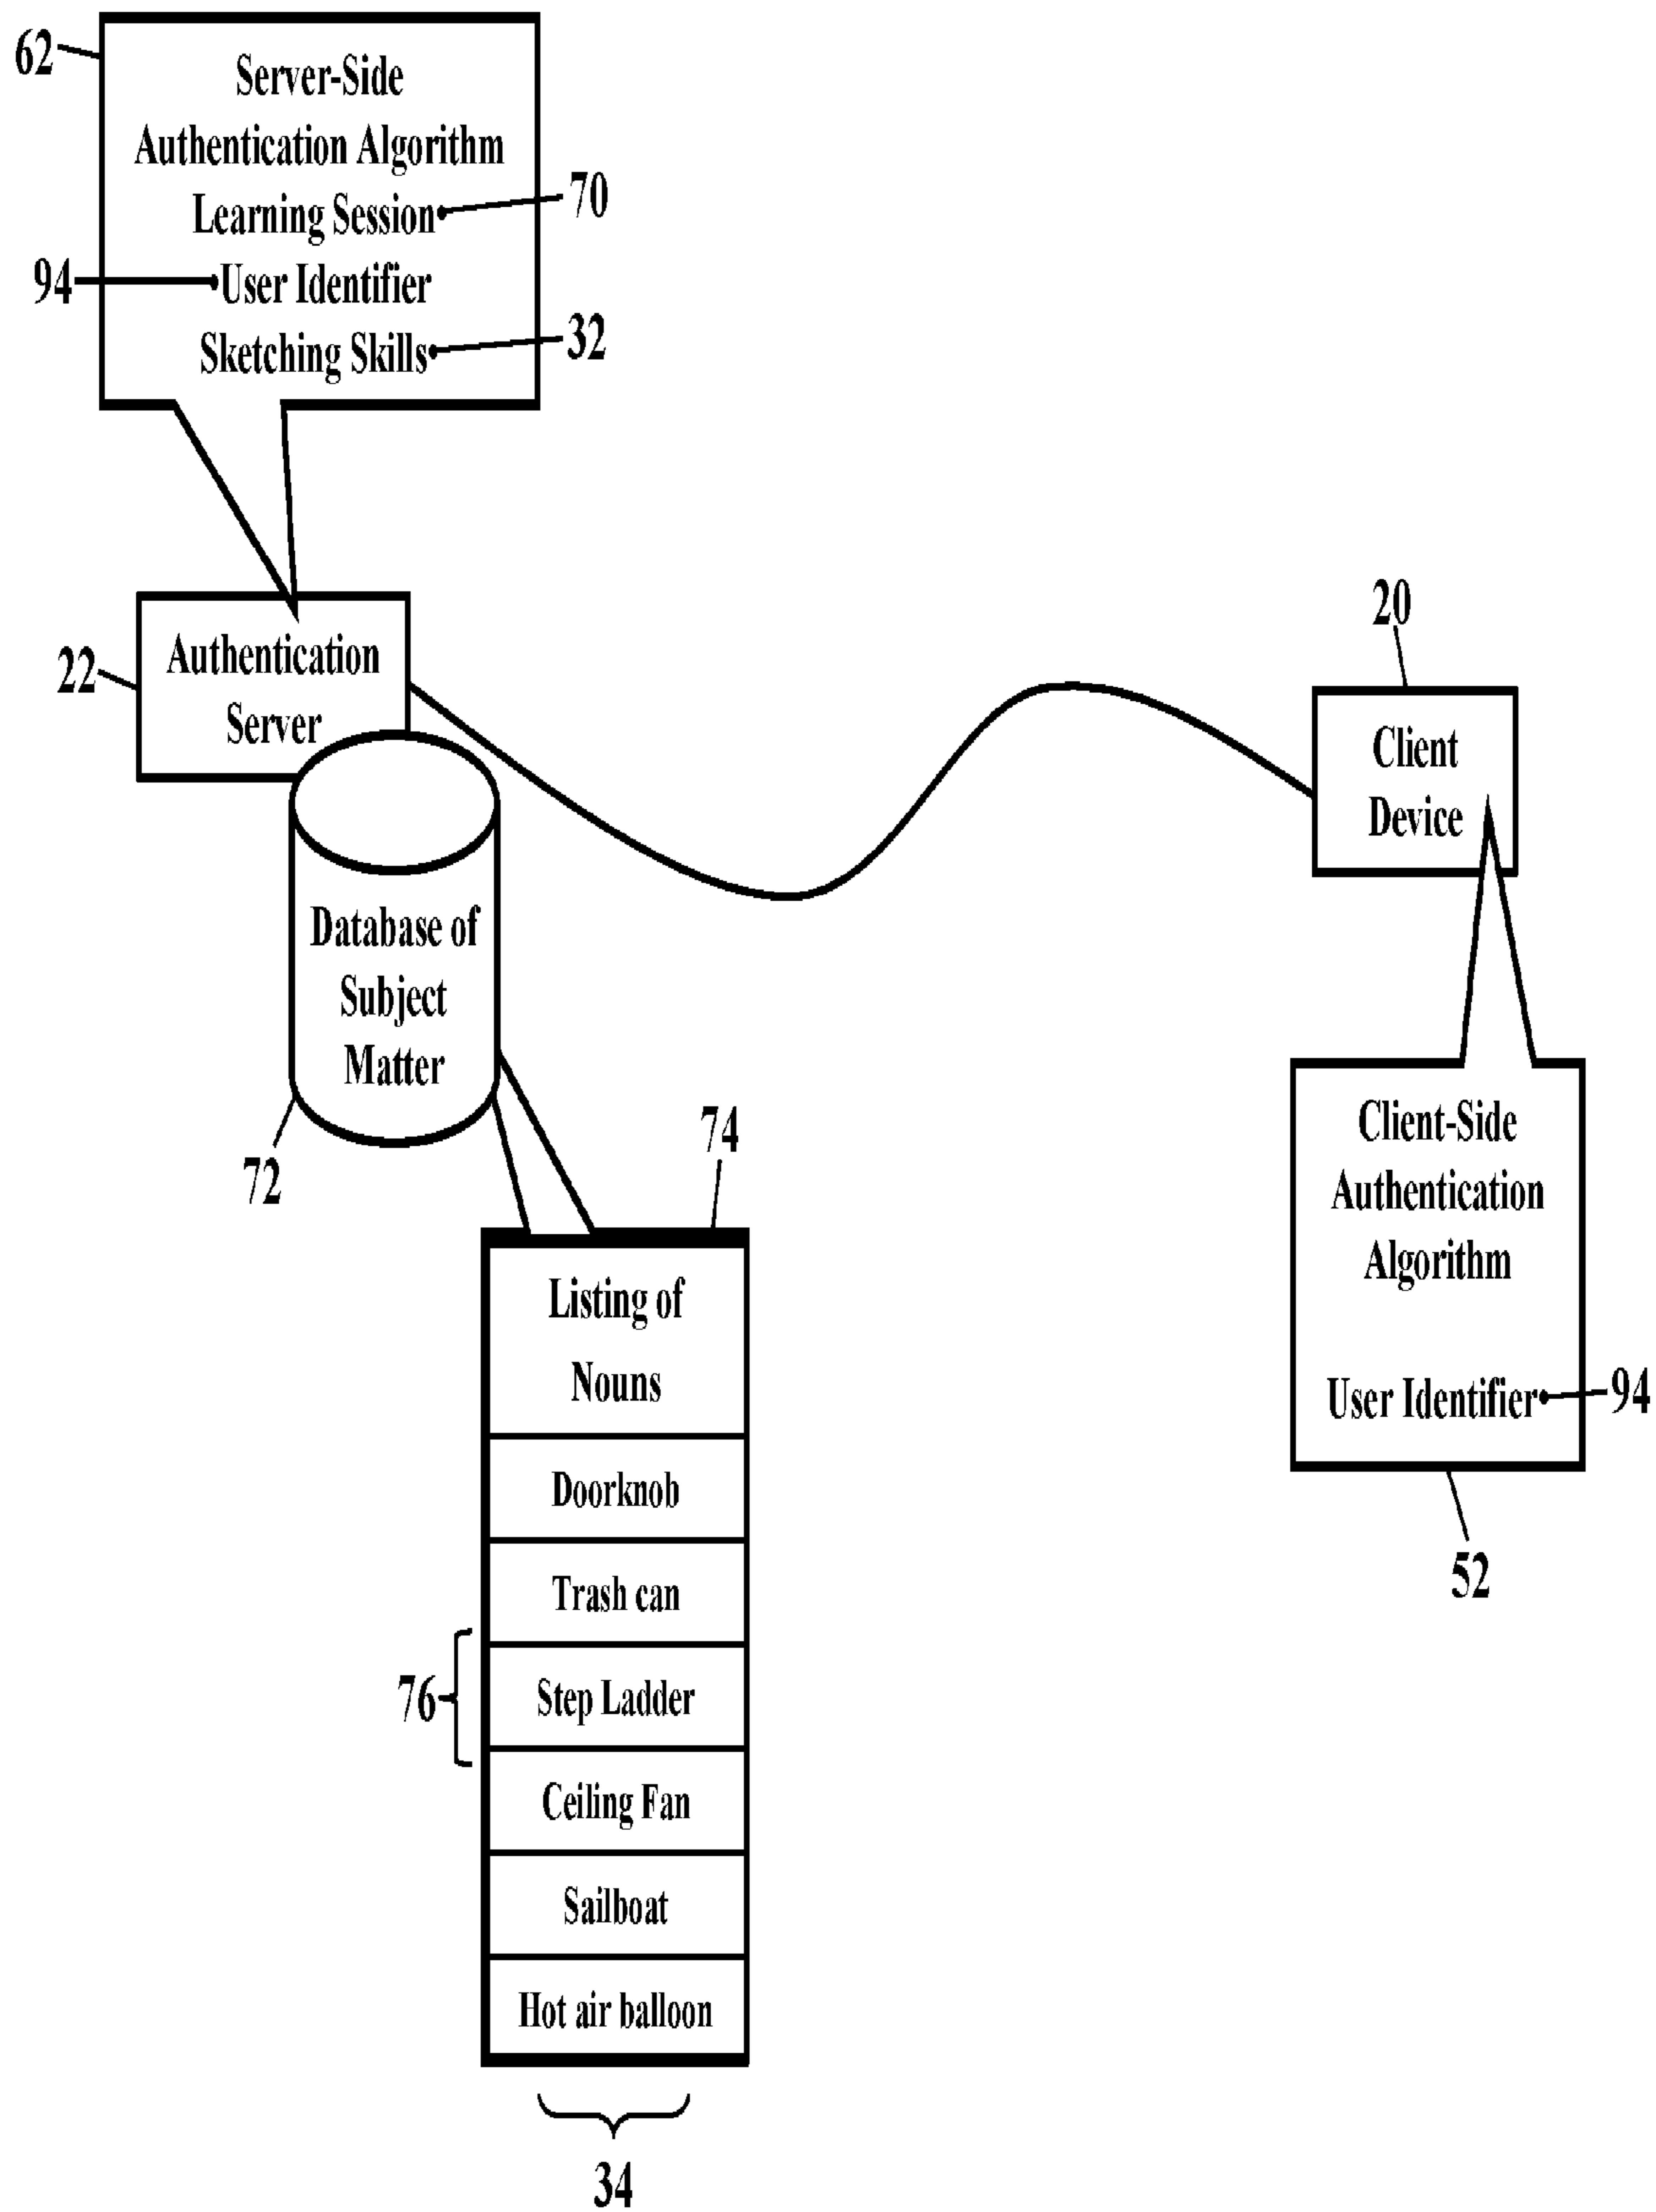 62
Server-Side
Authentication Algorithm
Learning Session
70
94
User Identifier
Sketching Skills
32
22
Authentication
Server
20
Client
Device
Database of
Subject
Matter
72
74
Client-Side
Authentication
Algorithm
User Identifier
94
52
Listing of
Nouns
Doorknob
Trash can
76
Step Ladder
Ceiling Fan
Sailboat
Hot air balloon
34